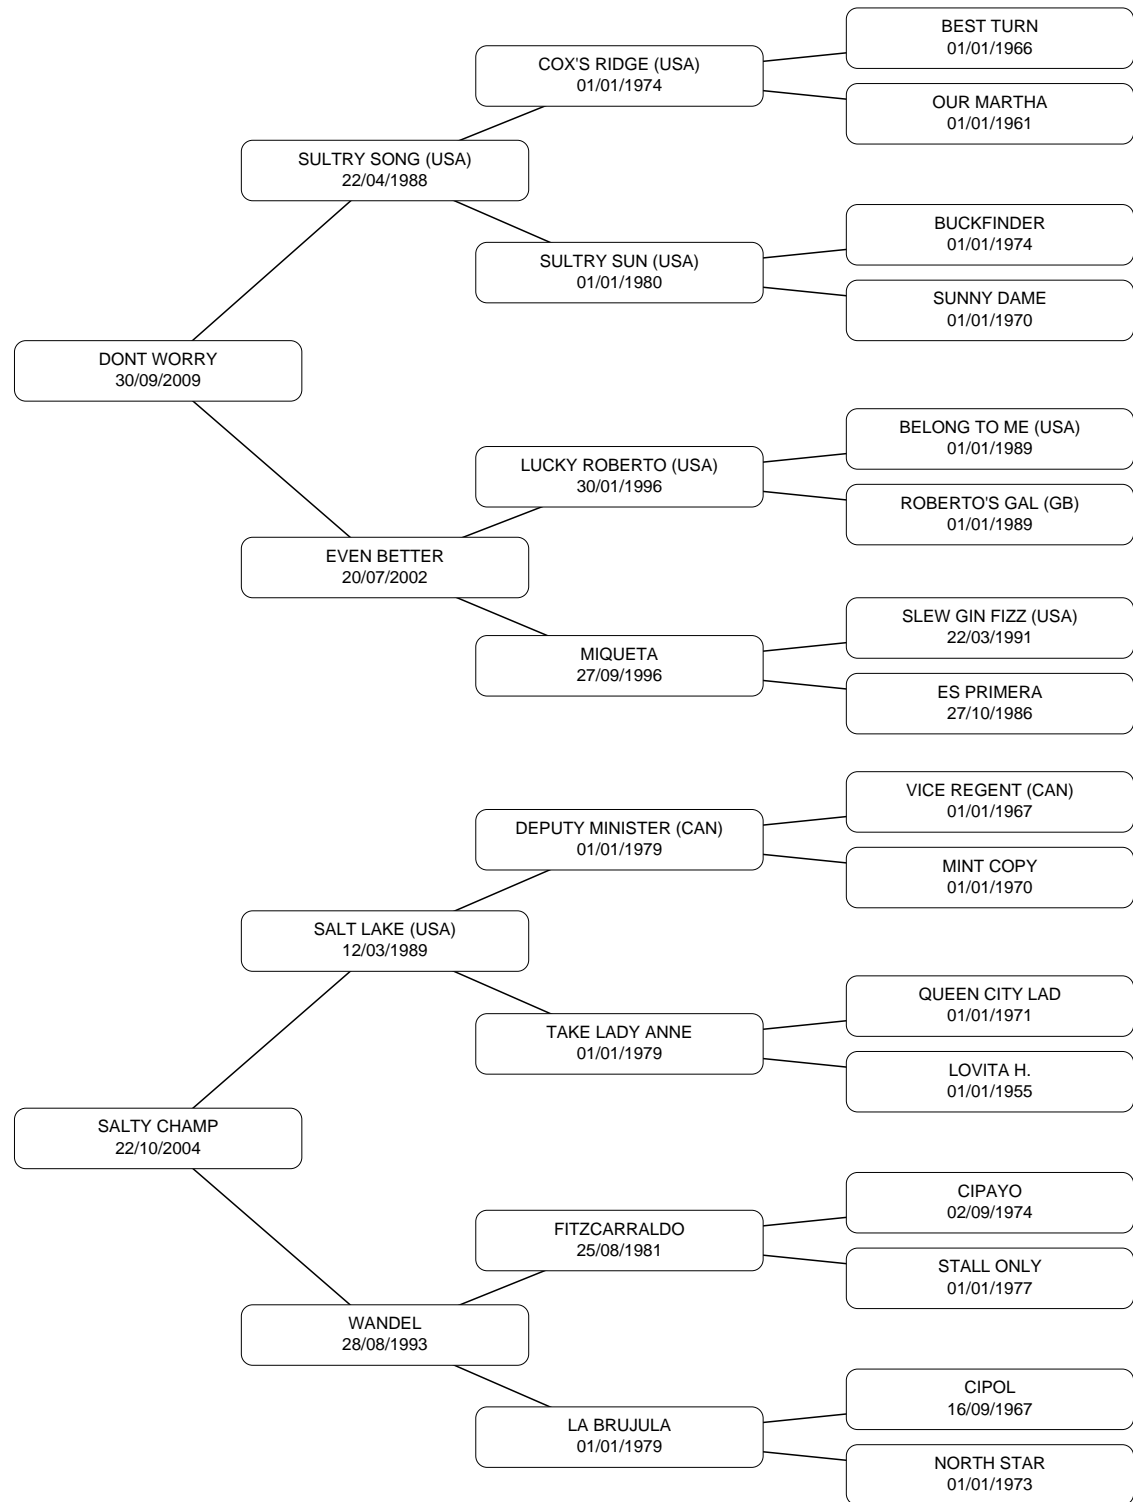 BEST TURN
01/01/1966
COX'S RIDGE (USA)
01/01/1974
OUR MARTHA
01/01/1961
SULTRY SONG (USA)
22/04/1988
BUCKFINDER
01/01/1974
SULTRY SUN (USA)
01/01/1980
SUNNY DAME
01/01/1970
DONT WORRY
30/09/2009
BELONG TO ME (USA)
01/01/1989
LUCKY ROBERTO (USA)
30/01/1996
ROBERTO'S GAL (GB)
01/01/1989
EVEN BETTER
20/07/2002
SLEW GIN FIZZ (USA)
22/03/1991
MIQUETA
27/09/1996
ES PRIMERA
27/10/1986
VICE REGENT (CAN)
01/01/1967
DEPUTY MINISTER (CAN)
01/01/1979
MINT COPY
01/01/1970
SALT LAKE (USA)
12/03/1989
QUEEN CITY LAD
01/01/1971
TAKE LADY ANNE
01/01/1979
LOVITA H.
01/01/1955
SALTY CHAMP
22/10/2004
CIPAYO
02/09/1974
FITZCARRALDO
25/08/1981
STALL ONLY
01/01/1977
WANDEL
28/08/1993
CIPOL
16/09/1967
LA BRUJULA
01/01/1979
NORTH STAR
01/01/1973